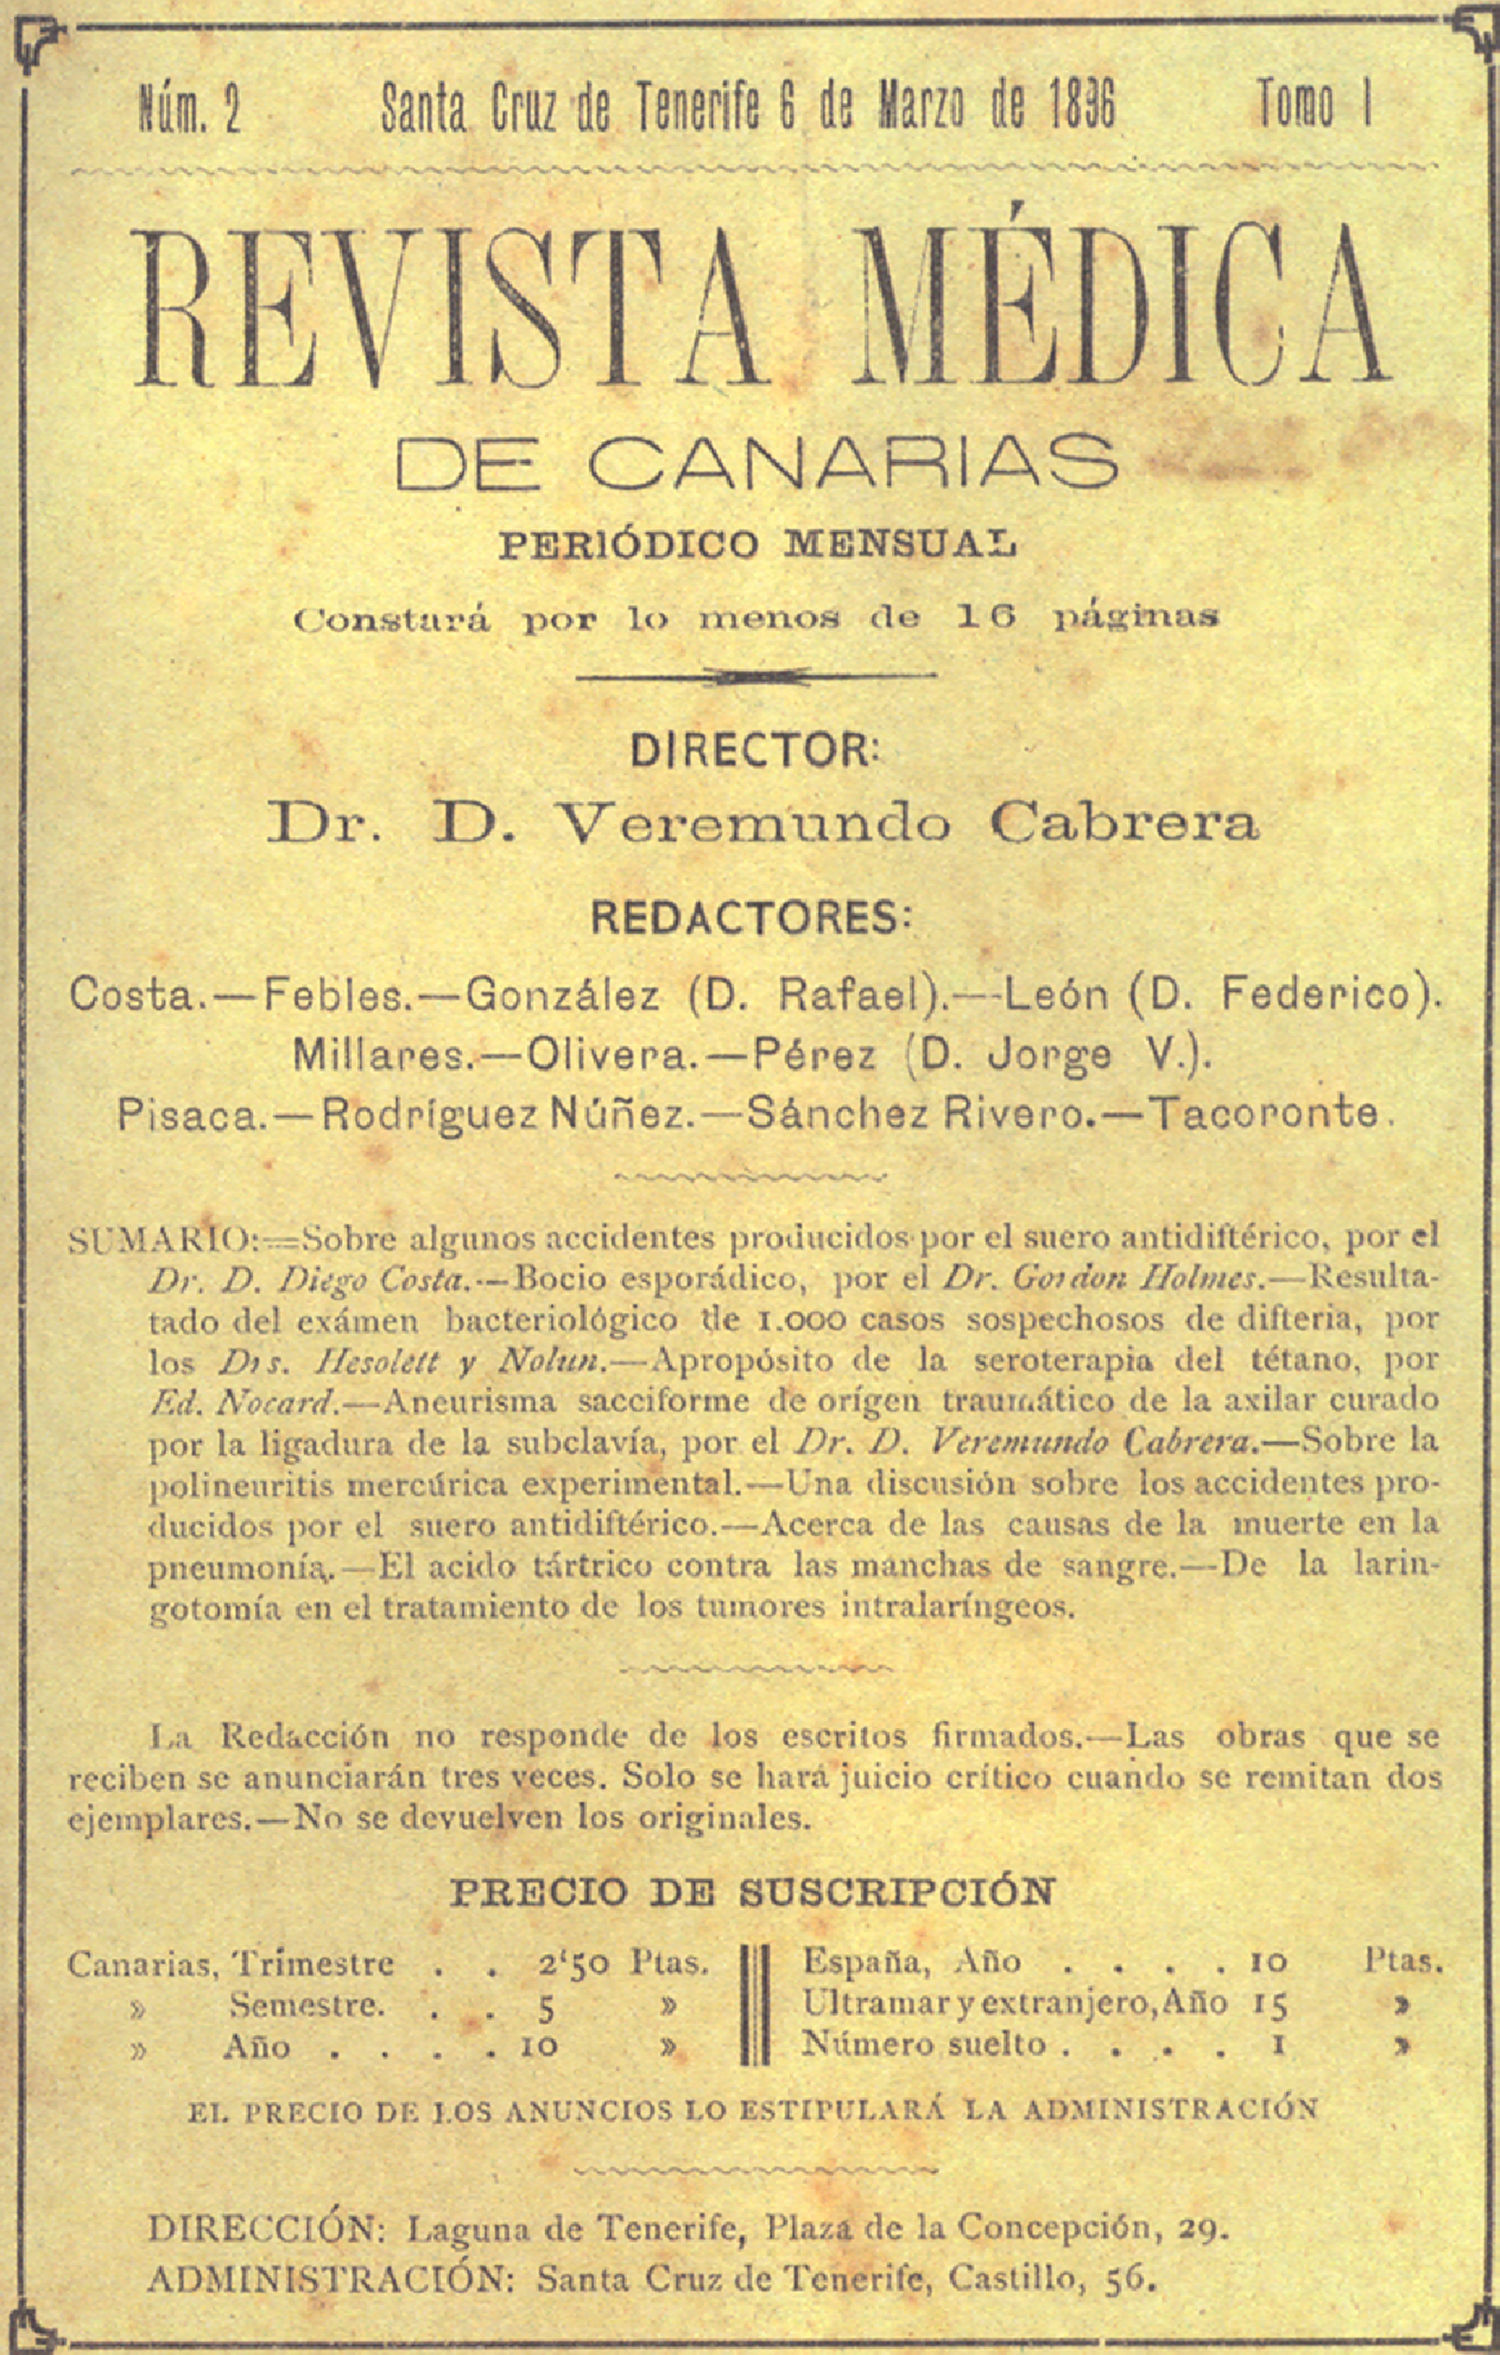 Núm. 2 Santa Cruz de Tenerife 6 de Marzo de 1896 Tomo I
REVISTA MÉDICA
DE CANARIAS
PERIÓDICO MENSUAL
Constará por lo menos de 16 páginas
DIRECTOR:
Dr. D. Veremundo Cabrera
REDACTORES:
Costa.—Febles.—González (D. Rafael).—León (D. Federico).
Millares.—Olivera.—Pérez (D. Jorge V.).
Pisaca.—Rodríguez Núñez.—Sánchez Rivero.—Tacoronte.
SUMARIO:=Sobre algunos accidentes producidos por el suero antidiftérico, por el
Dr. D. Diego Costa.—Bocio esporádico, por el Dr. Gordon Holmes.—Resulta-
tado del exámen bacteriológico de 1.000 casos sospechosos de difteria, por
los Drs. Hesolett y Nolun.—Apropósito de la seroterapia del tétano, por
Ed. Nocard.—Aneurisma sacciforme de orígen traumático de la axilar curado
por la ligadura de la subclavía, por el Dr. D. Veremundo Cabrera.—Sobre la
polineuritis mercúrica experimental.—Una discusión sobre los accidentes pro-
ducidos por el suero antidiftérico.—Acerca de las causas de la muerte en la
pneumonía.—El acido tártrico contra las manchas de sangre.—De la larin-
gotomía en el tratamiento de los tumores intralaríngeos.
La Redacción no responde de los escritos firmados.—Las obras que se
reciben se anunciarán tres veces. Solo se hará juicio crítico cuando se remitan dos
ejemplares.—No se devuelven los originales.
PRECIO DE SUSCRIPCIÓN
Canarias, Trimestre . . 2‘50 Ptas.
» Semestre. . . 5 »
» Año . . . . 10 »
España, Año . . . . 10 Ptas.
Ultramar y extranjero, Año 15 »
Número suelto . . . . 1 »
EL PRECIO DE LOS ANUNCIOS LO ESTIPULARÁ LA ADMINISTRACIÓN
DIRECCIÓN: Laguna de Tenerife, Plaza de la Concepción, 29.
ADMINISTRACIÓN: Santa Cruz de Tenerife, Castillo, 56.